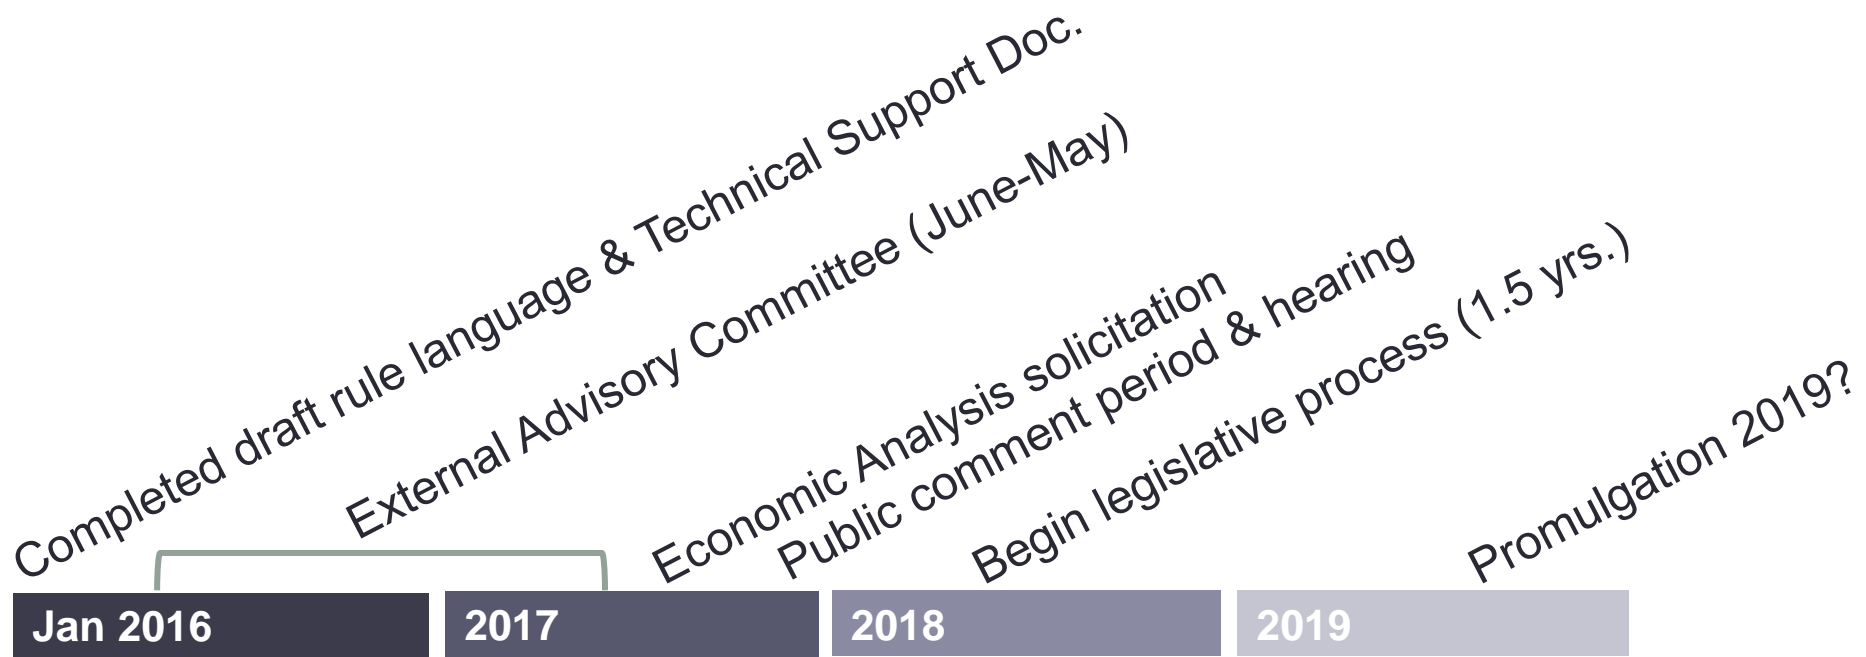 Completed draft rule language & Technical Support Doc.
External Advisory Committee (June-May)
Economic Analysis solicitation
Public comment period & hearing
Begin legislative process (1.5 yrs.)
Promulgation 2019?
Jan 2016
2017
2018
2019